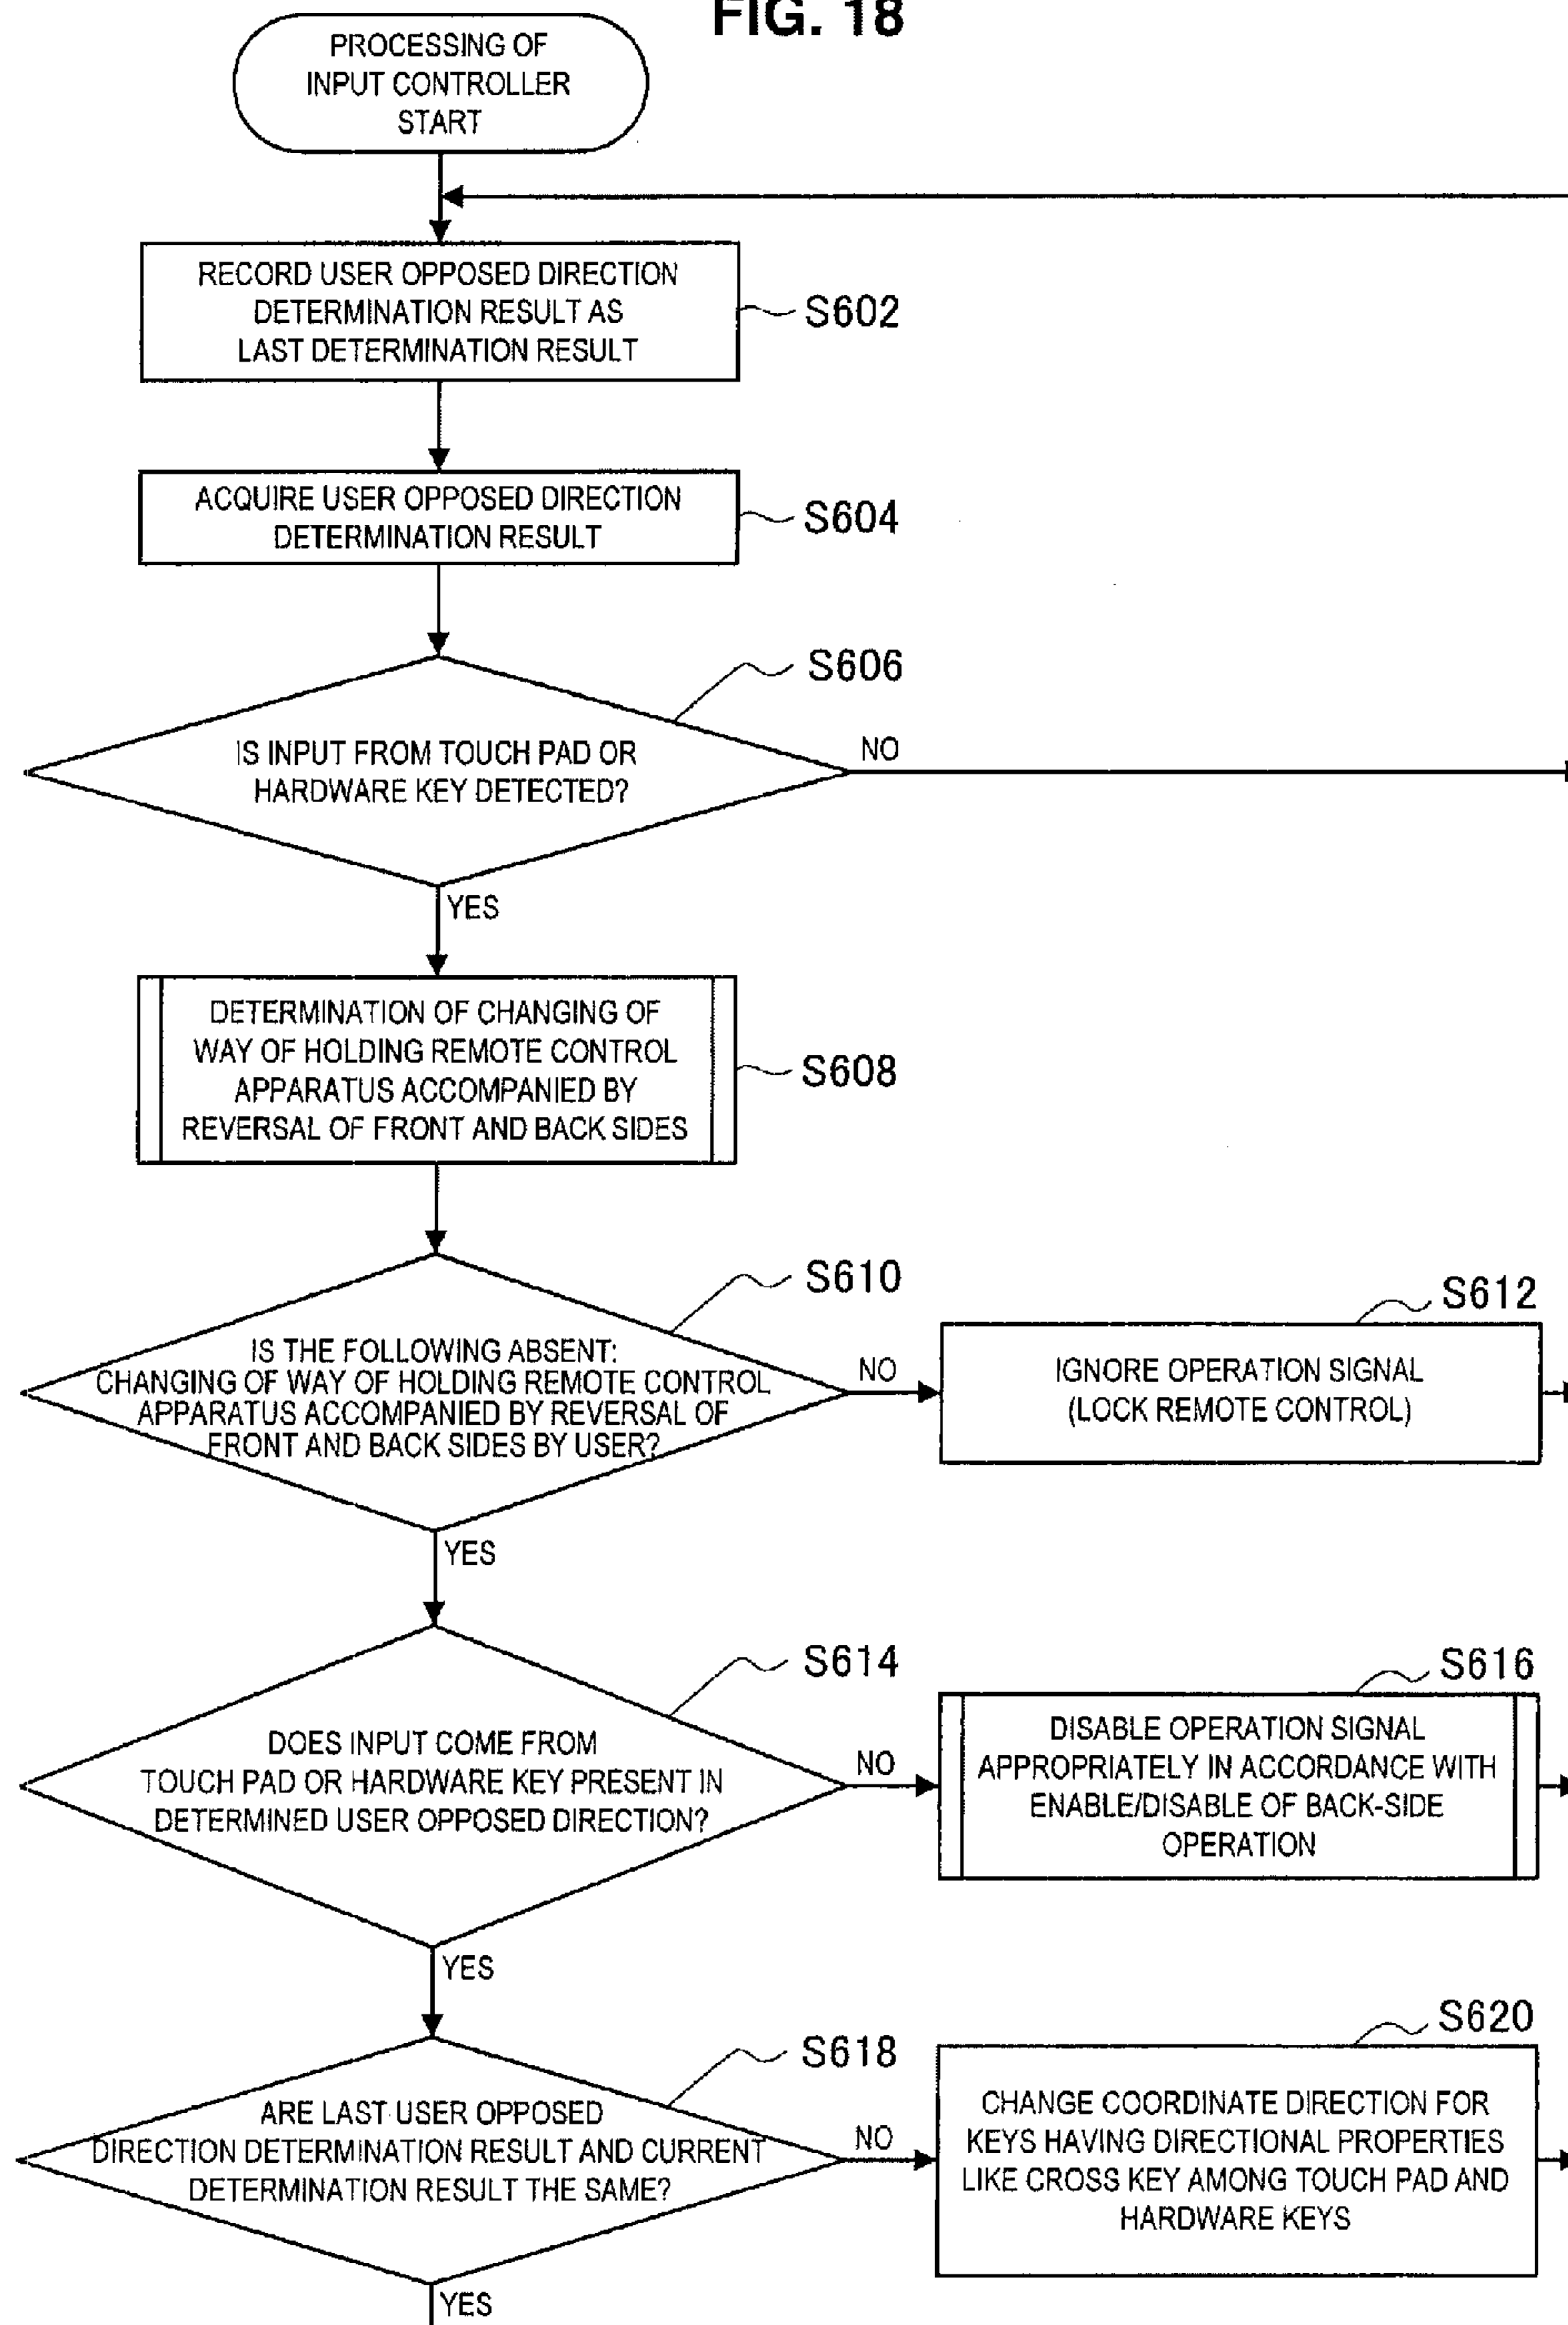 FIG. 18
PROCESSING OF
INPUT CONTROLLER
START
RECORD USER OPPOSED DIRECTION
DETERMINATION RESULT AS
LAST DETERMINATION RESULT
S602
ACQUIRE USER OPPOSED DIRECTION
DETERMINATION RESULT
S604
S606
IS INPUT FROM TOUCH PAD OR
HARDWARE KEY DETECTED?
NO
YES
DETERMINATION OF CHANGING OF
WAY OF HOLDING REMOTE CONTROL
APPARATUS ACCOMPANIED BY
REVERSAL OF FRONT AND BACK SIDES
S608
S610
IS THE FOLLOWING ABSENT:
CHANGING OF WAY OF HOLDING REMOTE CONTROL
APPARATUS ACCOMPANIED BY REVERSAL OF
FRONT AND BACK SIDES BY USER?
NO
S612
IGNORE OPERATION SIGNAL
(LOCK REMOTE CONTROL)
YES
S614
DOES INPUT COME FROM
TOUCH PAD OR HARDWARE KEY PRESENT IN
DETERMINED USER OPPOSED DIRECTION?
NO
S616
DISABLE OPERATION SIGNAL
APPROPRIATELY IN ACCORDANCE WITH
ENABLE/DISABLE OF BACK-SIDE
OPERATION
YES
S618
ARE LAST USER OPPOSED
DIRECTION DETERMINATION RESULT AND CURRENT
DETERMINATION RESULT THE SAME?
NO
S620
CHANGE COORDINATE DIRECTION FOR
KEYS HAVING DIRECTIONAL PROPERTIES
LIKE CROSS KEY AMONG TOUCH PAD AND
HARDWARE KEYS
YES